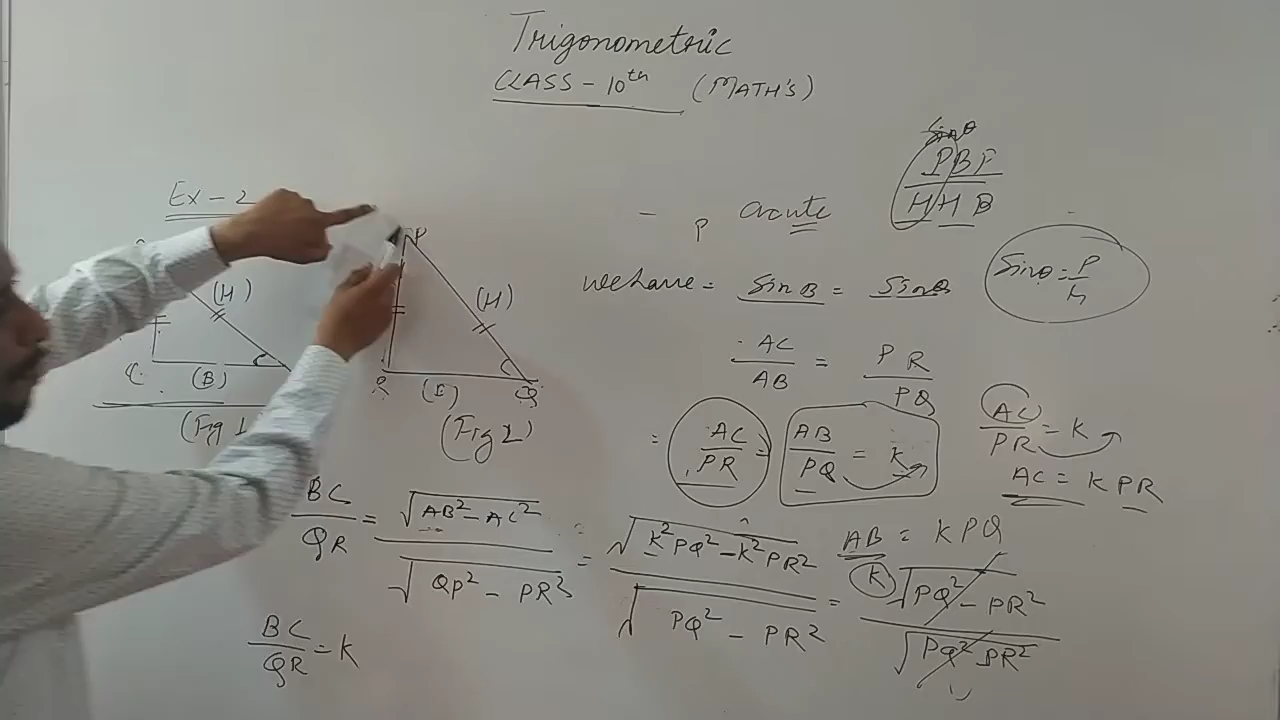 Trigonometric
CLASS - 10th (MATH'S)
Sinθ
PBP
HHB
Ex - 2
- P acute
we have = Sin B = Sin Q
Sinθ = P/h
(H)
C (B)
(Fig 1
P
(H)
R (B) Q
(Fig 2)
AC/AB = PR/PQ
= AC/PR = AB/PQ = K
AC/PR = K
AC = K PR
AB = K PQ
BC/QR = √AB² - AC² / √QP² - PR² = √K²PQ² - K²PR² / √PQ² - PR² = K √PQ² - PR² / √PQ² PR²
BC/QR = K